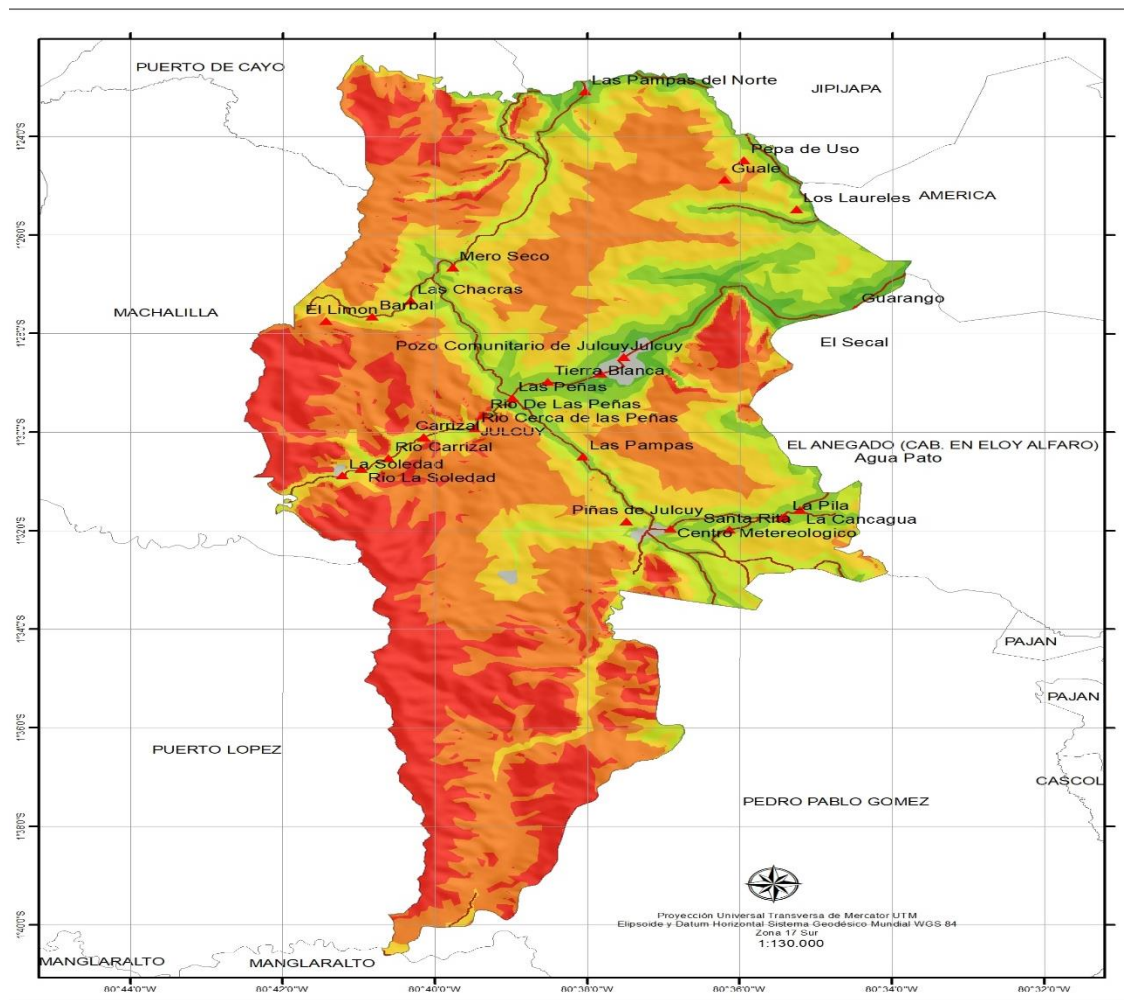 PUERTO DE CAYO
Las Pampas del Norte
JIPIJAPA
Pepa de Uso
Guale
Los Laureles
AMERICA
Mero Seco
Las Chacras
Guarango
MACHALILLA
El Limon
Barbal
El Secal
Pozo Comunitario de Julcuy
Julcuy
Tierra Blanca
Las Peñas
Rio De Las Peñas
Rio Cerca de las Peñas
Carrizal
JULCUY
Rio Carrizal
Las Pampas
EL ANEGADO (CAB. EN ELOY ALFARO)
Agua Pato
La Soledad
Rio La Soledad
La Pila
Piñas de Julcuy
Santa Rita
La Cancagua
Centro Metereologico
PAJAN
PAJAN
PUERTO LOPEZ
CASCOL
PEDRO PABLO GOMEZ
Proyección Universal Transversa de Mercator UTM
Elipsoide y Datum Horizontal Sistema Geodésico Mundial WGS 84
Zona 17 Sur
1:130.000
MANGLARALTO
MANGLARALTO
80°44'0"W
80°42'0"W
80°40'0"W
80°38'0"W
80°36'0"W
80°34'0"W
80°32'0"W